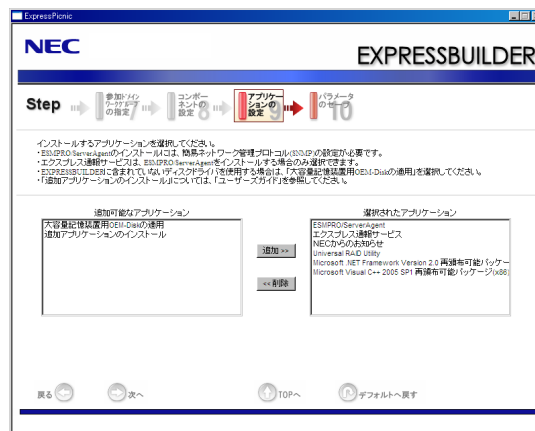 ExpressPicnic
NEC
EXPRESSBUILDER
Step
参加ドメイン
ワークグループ
の指定
7
コンポー
ネントの
設定
8
アプリケー
ションの
設定
9
パラメータ
のセーブ
10
インストールするアプリケーションを選択してください。
・ESMPRO/ServerAgentのインストールには、簡易ネットワーク管理プロトコル(SNMP)の設定が必要です。
・エクスプレス通報サービスは、ESMPRO/ServerAgentをインストールする場合のみ選択できます。
・EXPRESSBUILDERに含まれていないディスクドライバを使用する場合は、「大容量記憶装置用OEM-Diskの適用」を選択してください。
・「追加アプリケーションのインストール」については、「ユーザーズガイド」を参照してください。
追加可能なアプリケーション
大容量記憶装置用OEM-Diskの適用
追加アプリケーションのインストール
追加 >>
<< 削除
選択されたアプリケーション
ESMPRO/ServerAgent
エクスプレス通報サービス
NECからのお知らせ
Universal RAID Utility
Microsoft .NET Framework Version 2.0 再頒布可能パッケー
Microsoft Visual C++ 2005 SP1 再頒布可能パッケージ(x86)
戻る
次へ
TOPへ
デフォルトへ戻す